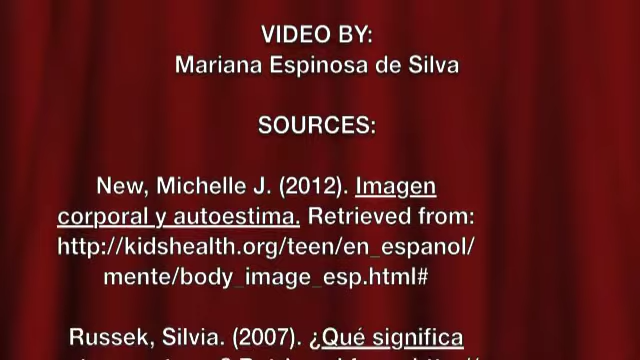 VIDEO BY:
Mariana Espinosa de Silva
SOURCES:
New, Michelle J. (2012). Imagen
corporal y autoestima. Retrieved from:
http://kidshealth.org/teen/en_espanol/
mente/body_image_esp.html#
Russek, Silvia. (2007). ¿Qué significa